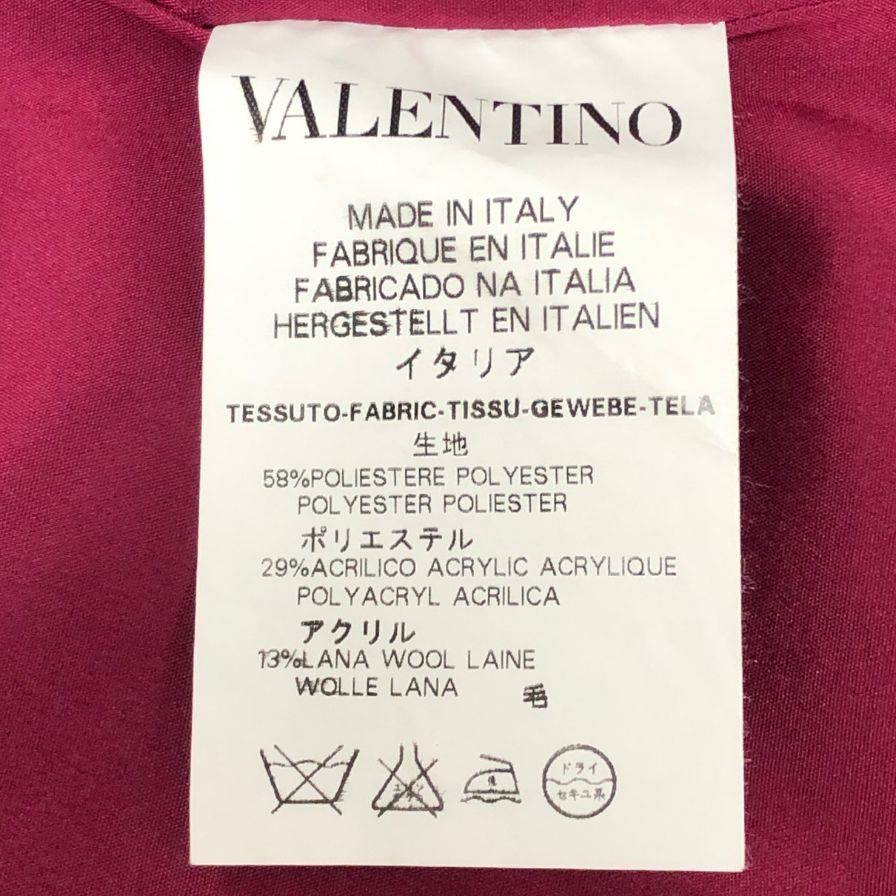 VALENTINO
MADE IN ITALY
FABRIQUE EN ITALIE
FABRICADO NA ITALIA
HERGESTELLT EN ITALIEN
イタリア
TESSUTO-FABRIC-TISSU-GEWEBE-TELA
生地
58%POLIESTERE POLYESTER
POLYESTER POLIESTER
ポリエステル
29%ACRILICO ACRYLIC ACRYLIQUE
POLYACRYL ACRILICA
アクリル
13%LANA WOOL LAINE
WOLLE LANA 毛
ドライ
セキユ系